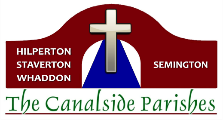 HILPERTON
STAVERTON SEMINGTON
WHADDON
The Canalside Parishes